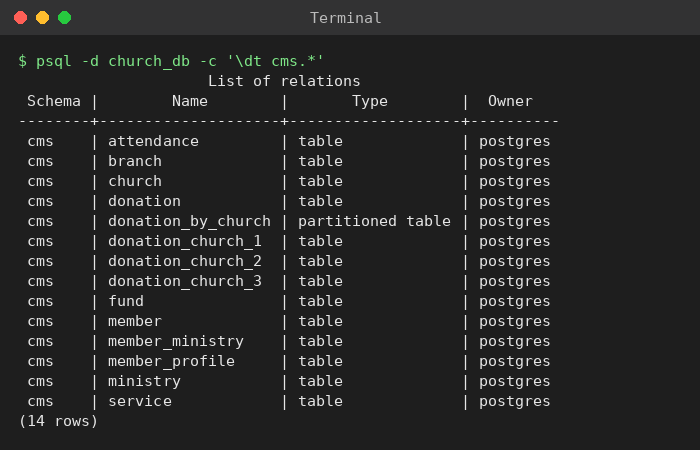 Terminal
$ psql -d church_db -c '\dt cms.*'
                     List of relations
 Schema |        Name        |       Type        |  Owner
--------+--------------------+-------------------+----------
 cms    | attendance         | table             | postgres
 cms    | branch             | table             | postgres
 cms    | church             | table             | postgres
 cms    | donation           | table             | postgres
 cms    | donation_by_church | partitioned table | postgres
 cms    | donation_church_1  | table             | postgres
 cms    | donation_church_2  | table             | postgres
 cms    | donation_church_3  | table             | postgres
 cms    | fund               | table             | postgres
 cms    | member             | table             | postgres
 cms    | member_ministry    | table             | postgres
 cms    | member_profile     | table             | postgres
 cms    | ministry           | table             | postgres
 cms    | service            | table             | postgres
(14 rows)